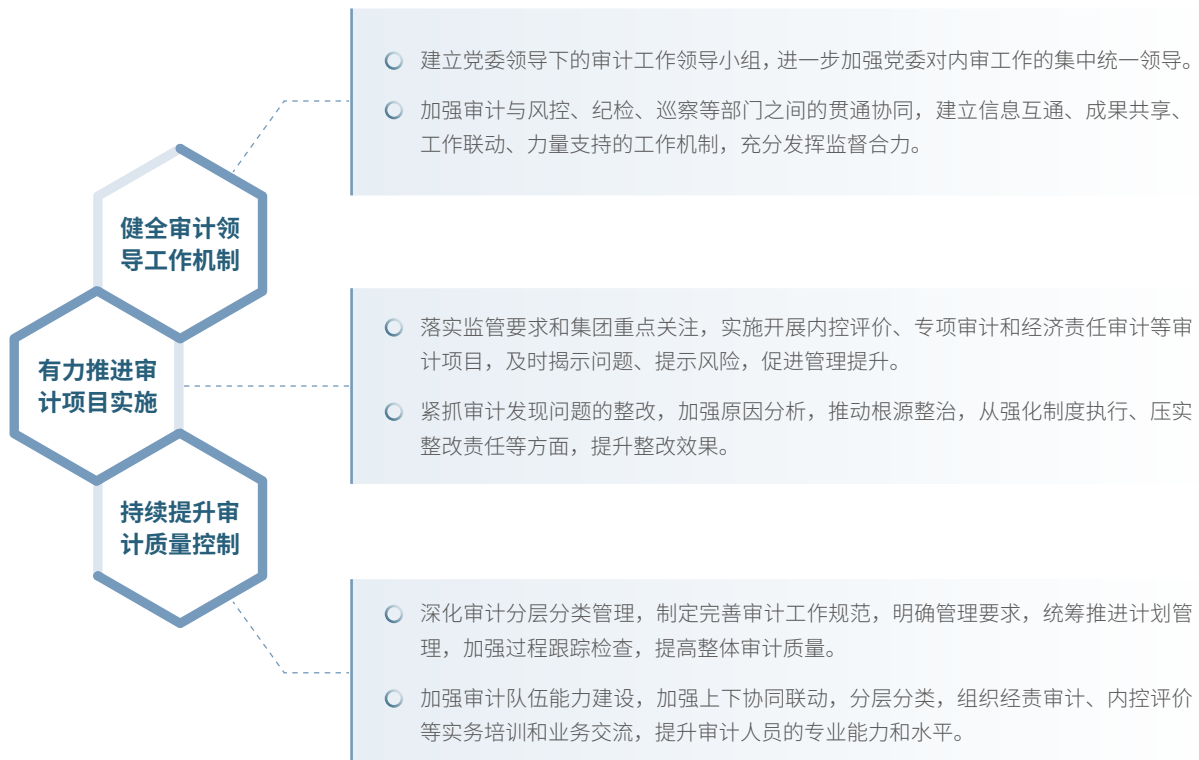 健全审计领
导工作机制
建立党委领导下的审计工作领导小组，进一步加强党委对内审工作的集中统一领导。
加强审计与风控、纪检、巡察等部门之间的贯通协同，建立信息互通、成果共享、
工作联动、力量支持的工作机制，充分发挥监督合力。
有力推进审
计项目实施
落实监管要求和集团重点关注，实施开展内控评价、专项审计和经济责任审计等审
计项目，及时揭示问题、提示风险，促进管理提升。
紧抓审计发现问题的整改，加强原因分析，推动根源整治，从强化制度执行、压实
整改责任等方面，提升整改效果。
持续提升审
计质量控制
深化审计分层分类管理，制定完善审计工作规范，明确管理要求，统筹推进计划管
理，加强过程跟踪检查，提高整体审计质量。
加强审计队伍能力建设，加强上下协同联动，分层分类，组织经责审计、内控评价
等实务培训和业务交流，提升审计人员的专业能力和水平。